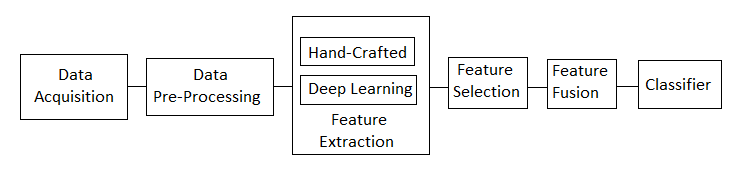 Data
Acquisition
Data
Pre-Processing
Hand-Crafted
Deep Learning
Feature
Extraction
Feature
Selection
Feature
Fusion
Classifier